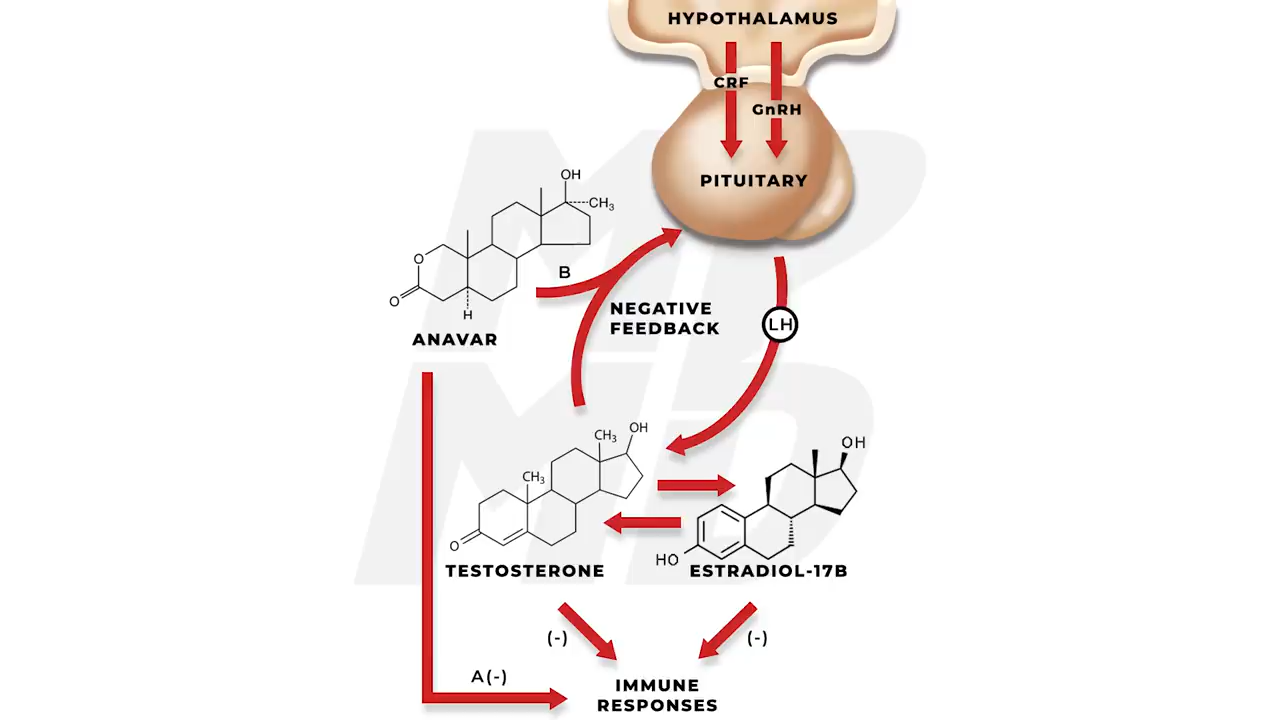 HYPOTHALAMUS
CRF
GnRH
PITUITARY
OH
CH₃
O
O
H
B
ANAVAR
NEGATIVE
FEEDBACK
LH
CH₃
OH
CH₃
O
TESTOSTERONE
OH
HO
ESTRADIOL-17B
(-)
(-)
A(-)
IMMUNE
RESPONSES